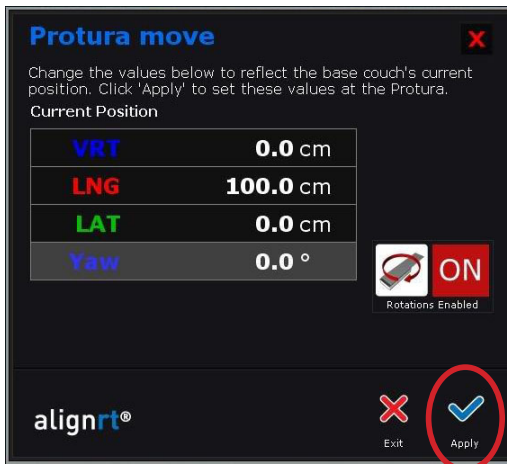 Protura move
X
Change the values below to reflect the base couch's current
position. Click 'Apply' to set these values at the Protura.
Current Position
VRT 0.0 cm
LNG 100.0 cm
LAT 0.0 cm
Yaw 0.0 °
ON
Rotations Enabled
alignrt®
Exit Apply